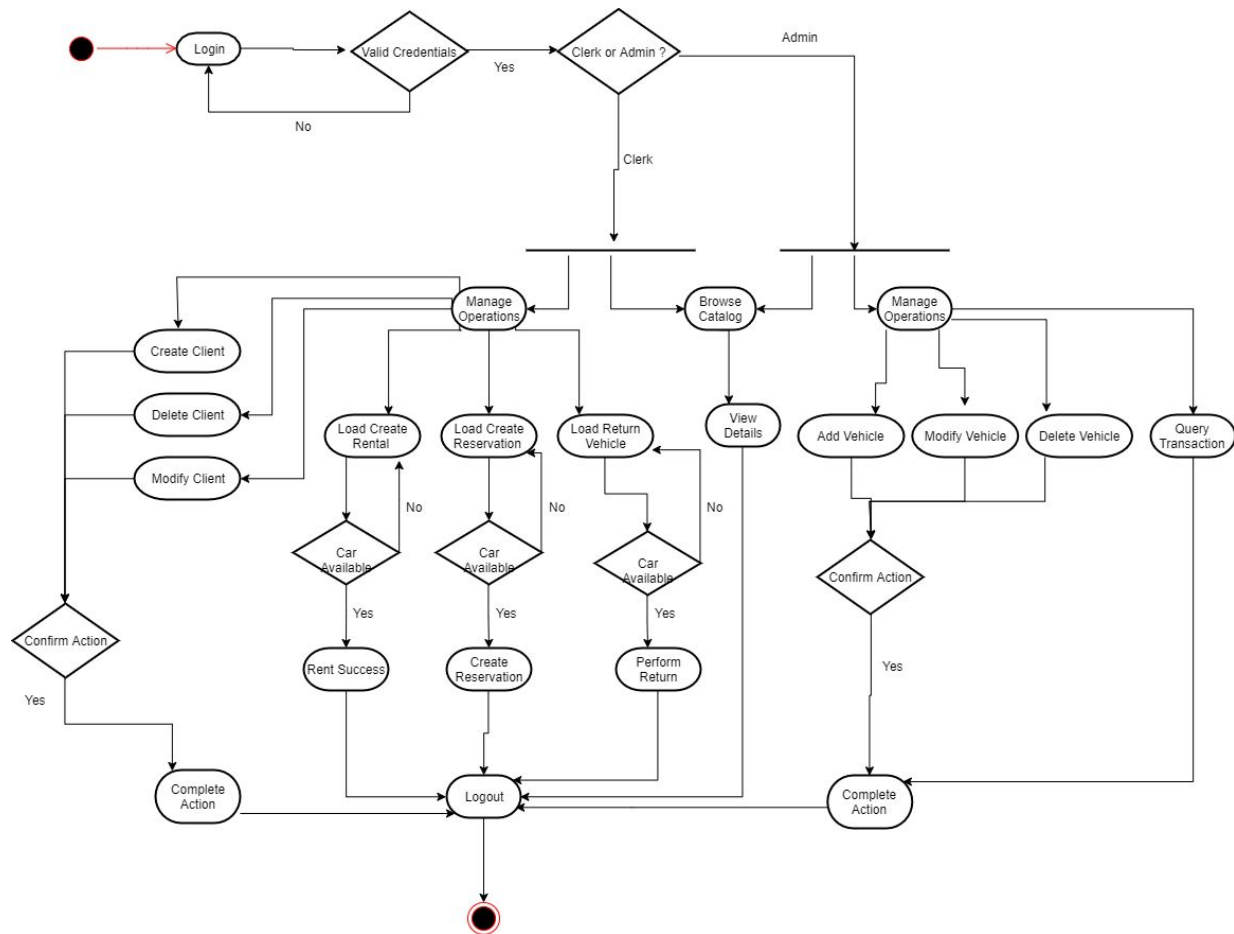 Admin
Login
Valid Credentials
Clerk or Admin ?
Yes
No
Clerk
Manage
Operations
Browse
Catalog
Manage
Operations
Create Client
Delete Client
Load Create
Rental
Load Create
Reservation
Load Return
Vehicle
View
Details
Add Vehicle
Modify Vehicle
Delete Vehicle
Query
Transaction
Modify Client
No
No
No
Car
Available
Car
Available
Car
Available
Confirm Action
Yes
Yes
Yes
Confirm Action
Rent Success
Create
Reservation
Perform
Return
Yes
Yes
Complete
Action
Logout
Complete
Action